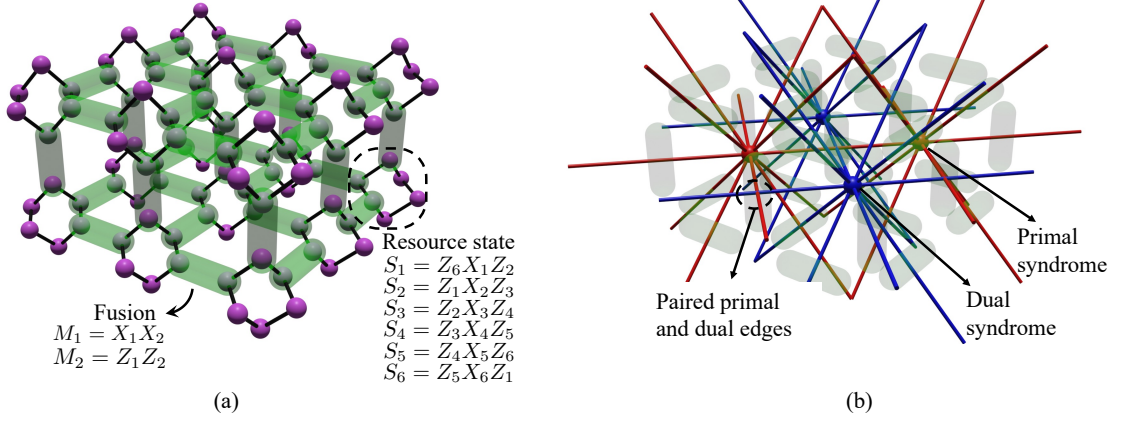 Resource state
S₁ = Z₆X₁Z₂
S₂ = Z₁X₂Z₃
S₃ = Z₂X₃Z₄
S₄ = Z₃X₄Z₅
S₅ = Z₄X₅Z₆
S₆ = Z₅X₆Z₁
Fusion
M₁ = X₁X₂
M₂ = Z₁Z₂
(a)
Primal
syndrome
Dual
syndrome
Paired primal
and dual edges
(b)